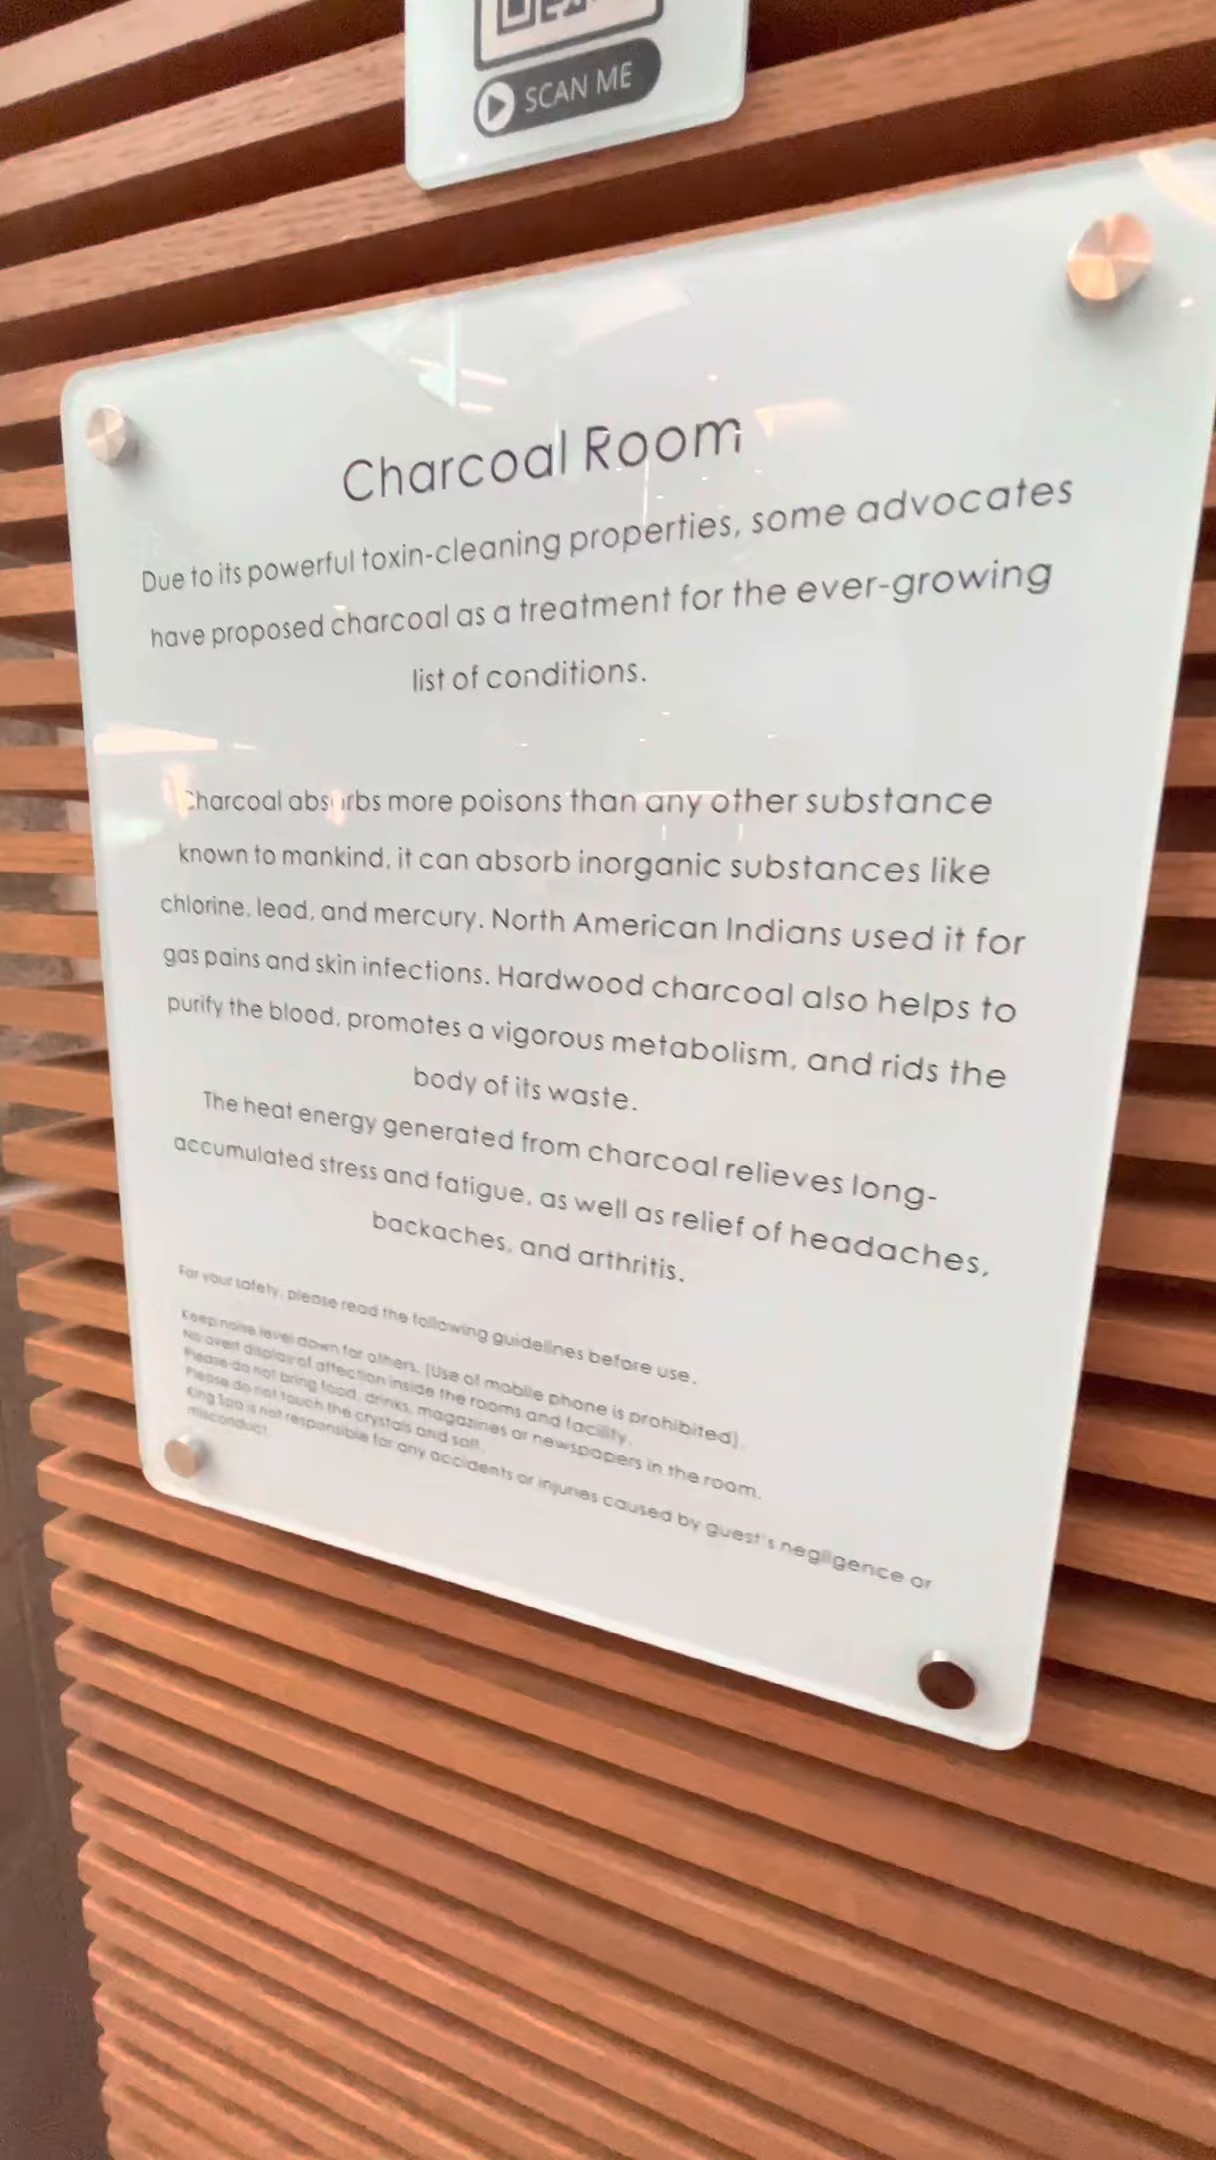 SCAN ME
Charcoal Room
Due to its powerful toxin-cleaning properties, some advocates
have proposed charcoal as a treatment for the ever-growing
list of conditions.
Charcoal absorbs more poisons than any other substance
known to mankind, it can absorb inorganic substances like
chlorine, lead, and mercury. North American Indians used it for
gas pains and skin infections. Hardwood charcoal also helps to
purify the blood, promotes a vigorous metabolism, and rids the
body of its waste.
The heat energy generated from charcoal relieves long-
accumulated stress and fatigue, as well as relief of headaches,
backaches, and arthritis.
For your safety, please read the following guidelines before use.
Keep noise level down for others. (Use of mobile phone is prohibited)
No overt display of affection inside the rooms and facility.
Please do not bring food, drinks, magazines or newspapers in the room.
Please do not touch the crystals and salt.
King Spa is not responsible for any accidents or injuries caused by guest's negligence or
misconduct.